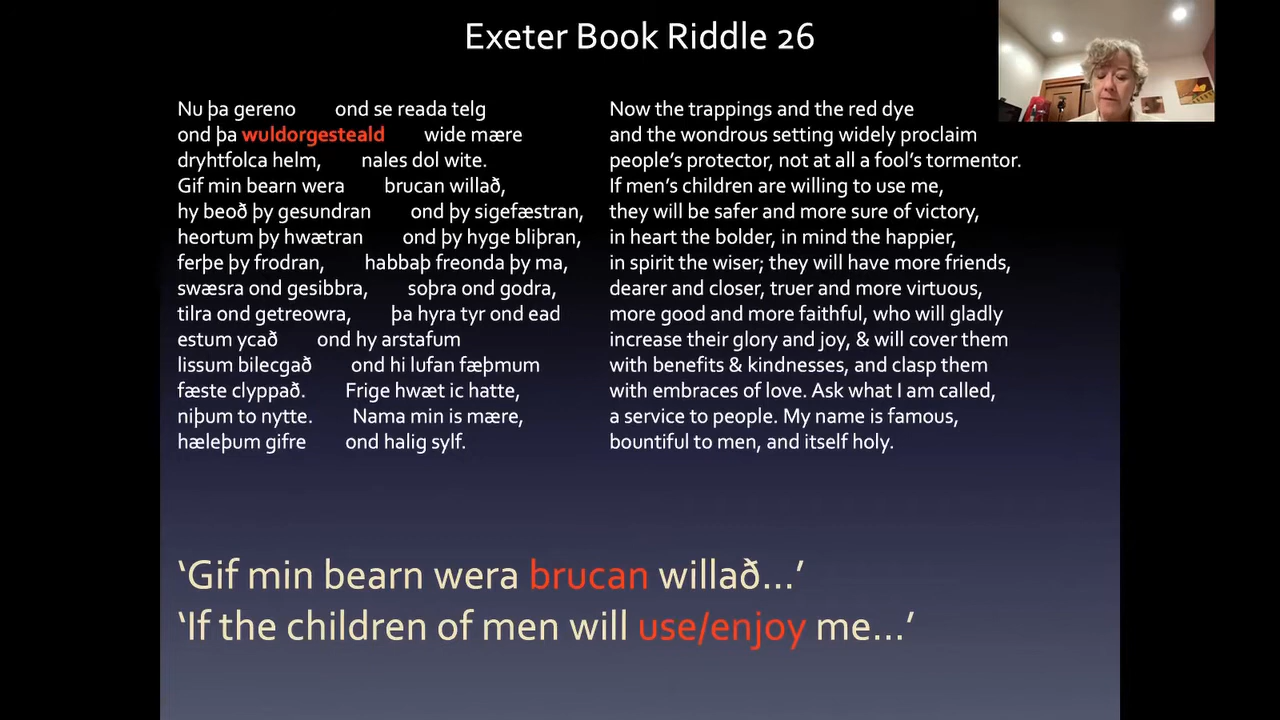 Exeter Book Riddle 26
Nu þa gereno ond se reada telg
ond þa wuldorgesteald wide mære
dryhtfolca helm, nales dol wite.
Gif min bearn wera brucan willað,
hy beoð þy gesundran ond þy sigefæstran,
heortum þy hwætran ond þy hyge bliþran,
ferþe þy frodran, habbaþ freonda þy ma,
swæsra ond gesibbra, soþra ond godra,
tilra ond getreowra, þa hyra tyr ond ead
estum ycað ond hy arstafum
lissum bilecgað ond hi lufan fæþmum
fæste clyppað. Frige hwæt ic hatte,
niþum to nytte. Nama min is mære,
hæleþum gifre ond halig sylf.
Now the trappings and the red dye
and the wondrous setting widely proclaim
people’s protector, not at all a fool’s tormentor.
If men’s children are willing to use me,
they will be safer and more sure of victory,
in heart the bolder, in mind the happier,
in spirit the wiser; they will have more friends,
dearer and closer, truer and more virtuous,
more good and more faithful, who will gladly
increase their glory and joy, & will cover them
with benefits & kindnesses, and clasp them
with embraces of love. Ask what I am called,
a service to people. My name is famous,
bountiful to men, and itself holy.
‘Gif min bearn wera brucan willað…’
‘If the children of men will use/enjoy me…’